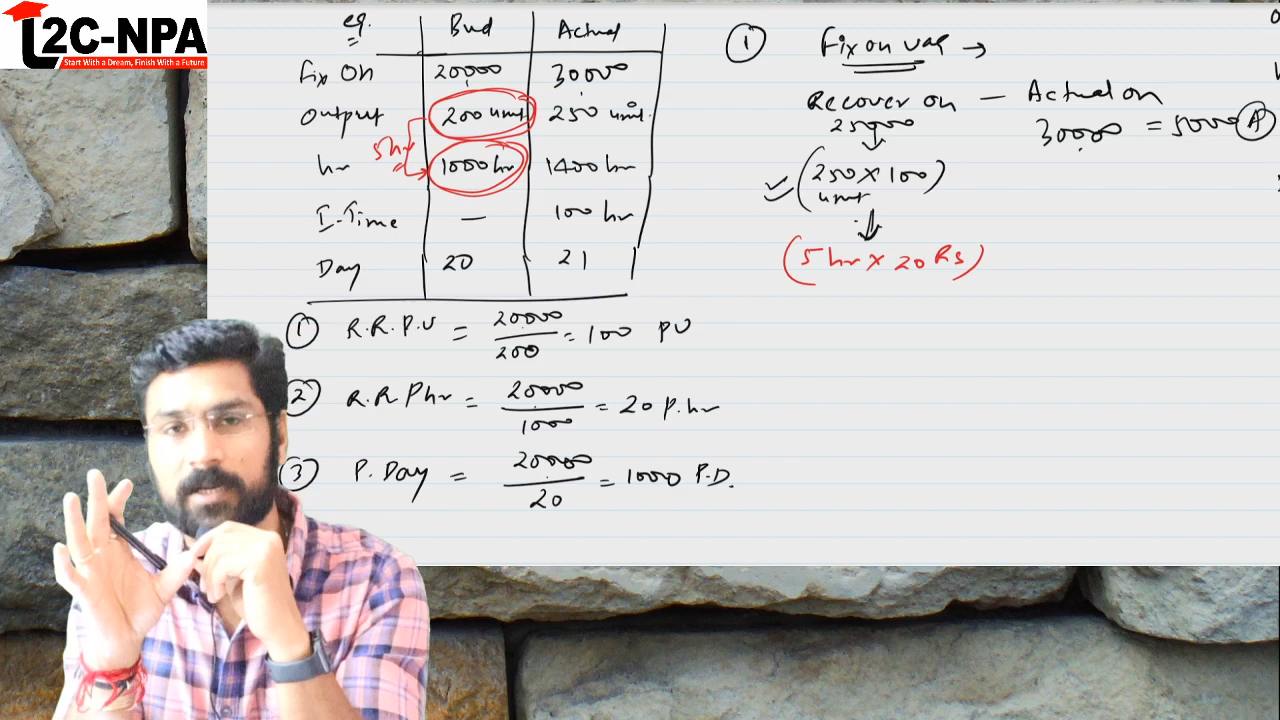 L2C-NPA
Start With a Dream, Finish With a Future
eg. Bud Actual
Fix OH 20000 30000
output 200 unit 250 unit
5hr
hr 1000 hr 1400 hr
I-Time — 100 hr
Day 20 21
① R.R.P.U = 20000/200 = 100 PU
② R.R Phr = 20000/1000 = 20 P.hr
③ P. Day = 20000/20 = 1000 P.D.
① Fix OH var →
Recover OH — Actual OH
25000 30000 = 5000 (A)
(250 × 100)
unit
(5 hr × 20 Rs)